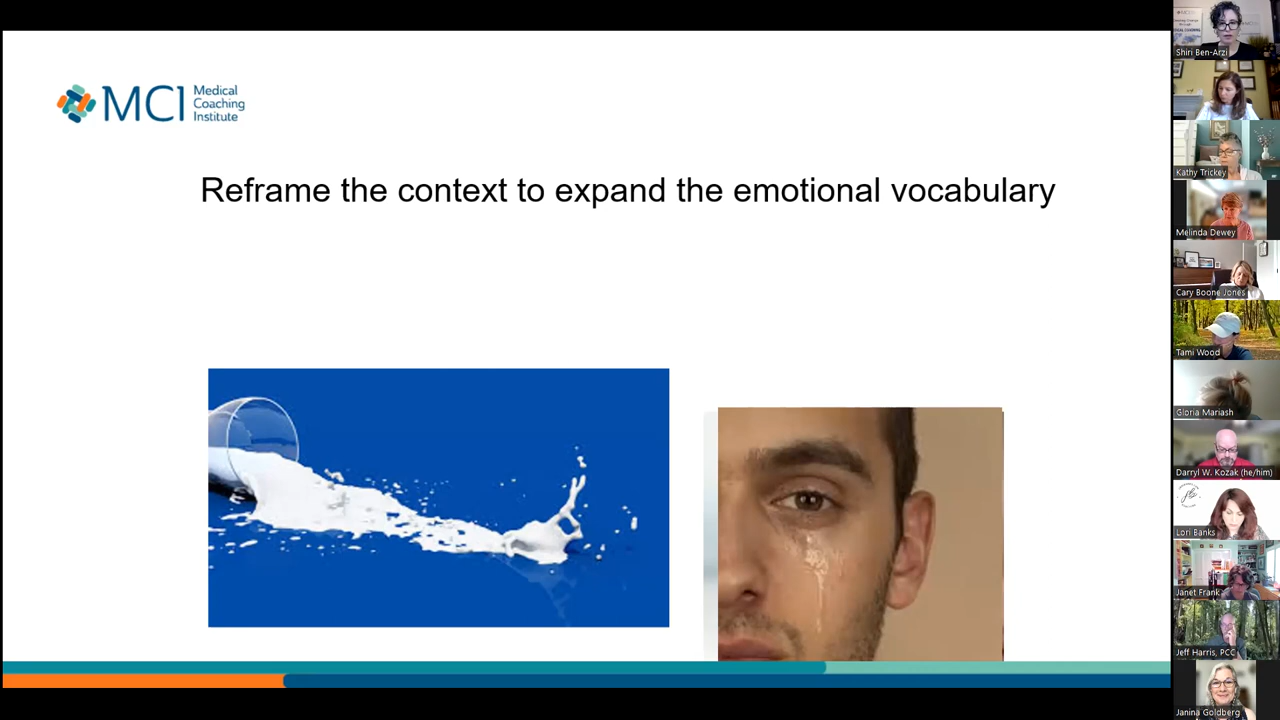 MCI Medical
Coaching
Institute
Reframe the context to expand the emotional vocabulary
Shiri Ben-Arzi
Kathy Trickey
Melinda Dewey
Cary Boone Jones
Tami Wood
Gloria Mariash
Darryl W. Kozak (he/him)
Lori Banks
Janet Frank
Jeff Harris, PCC
Janina Goldberg